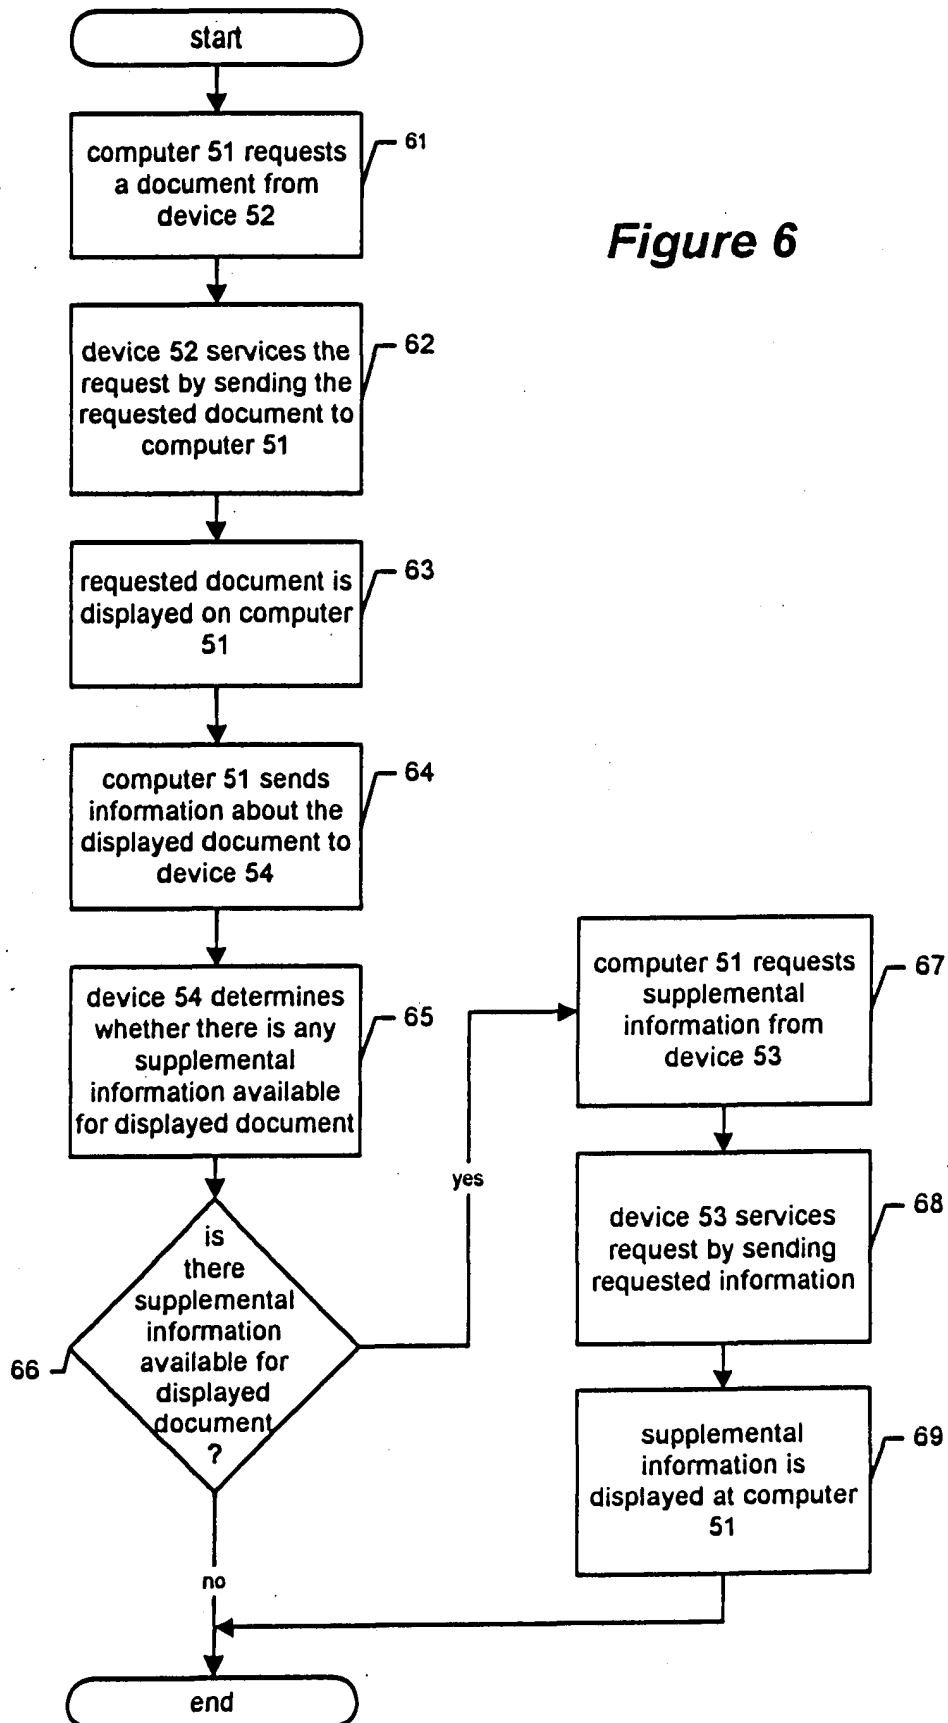 start
computer 51 requests
a document from
device 52
61
Figure 6
device 52 services the
request by sending the
requested document to
computer 51
62
requested document is
displayed on computer
51
63
computer 51 sends
information about the
displayed document to
device 54
64
device 54 determines
whether there is any
supplemental
information available
for displayed document
65
is
there
supplemental
information
available for
displayed
document
?
66
yes
computer 51 requests
supplemental
information from
device 53
67
device 53 services
request by sending
requested information
68
supplemental
information is
displayed at computer
51
69
no
end